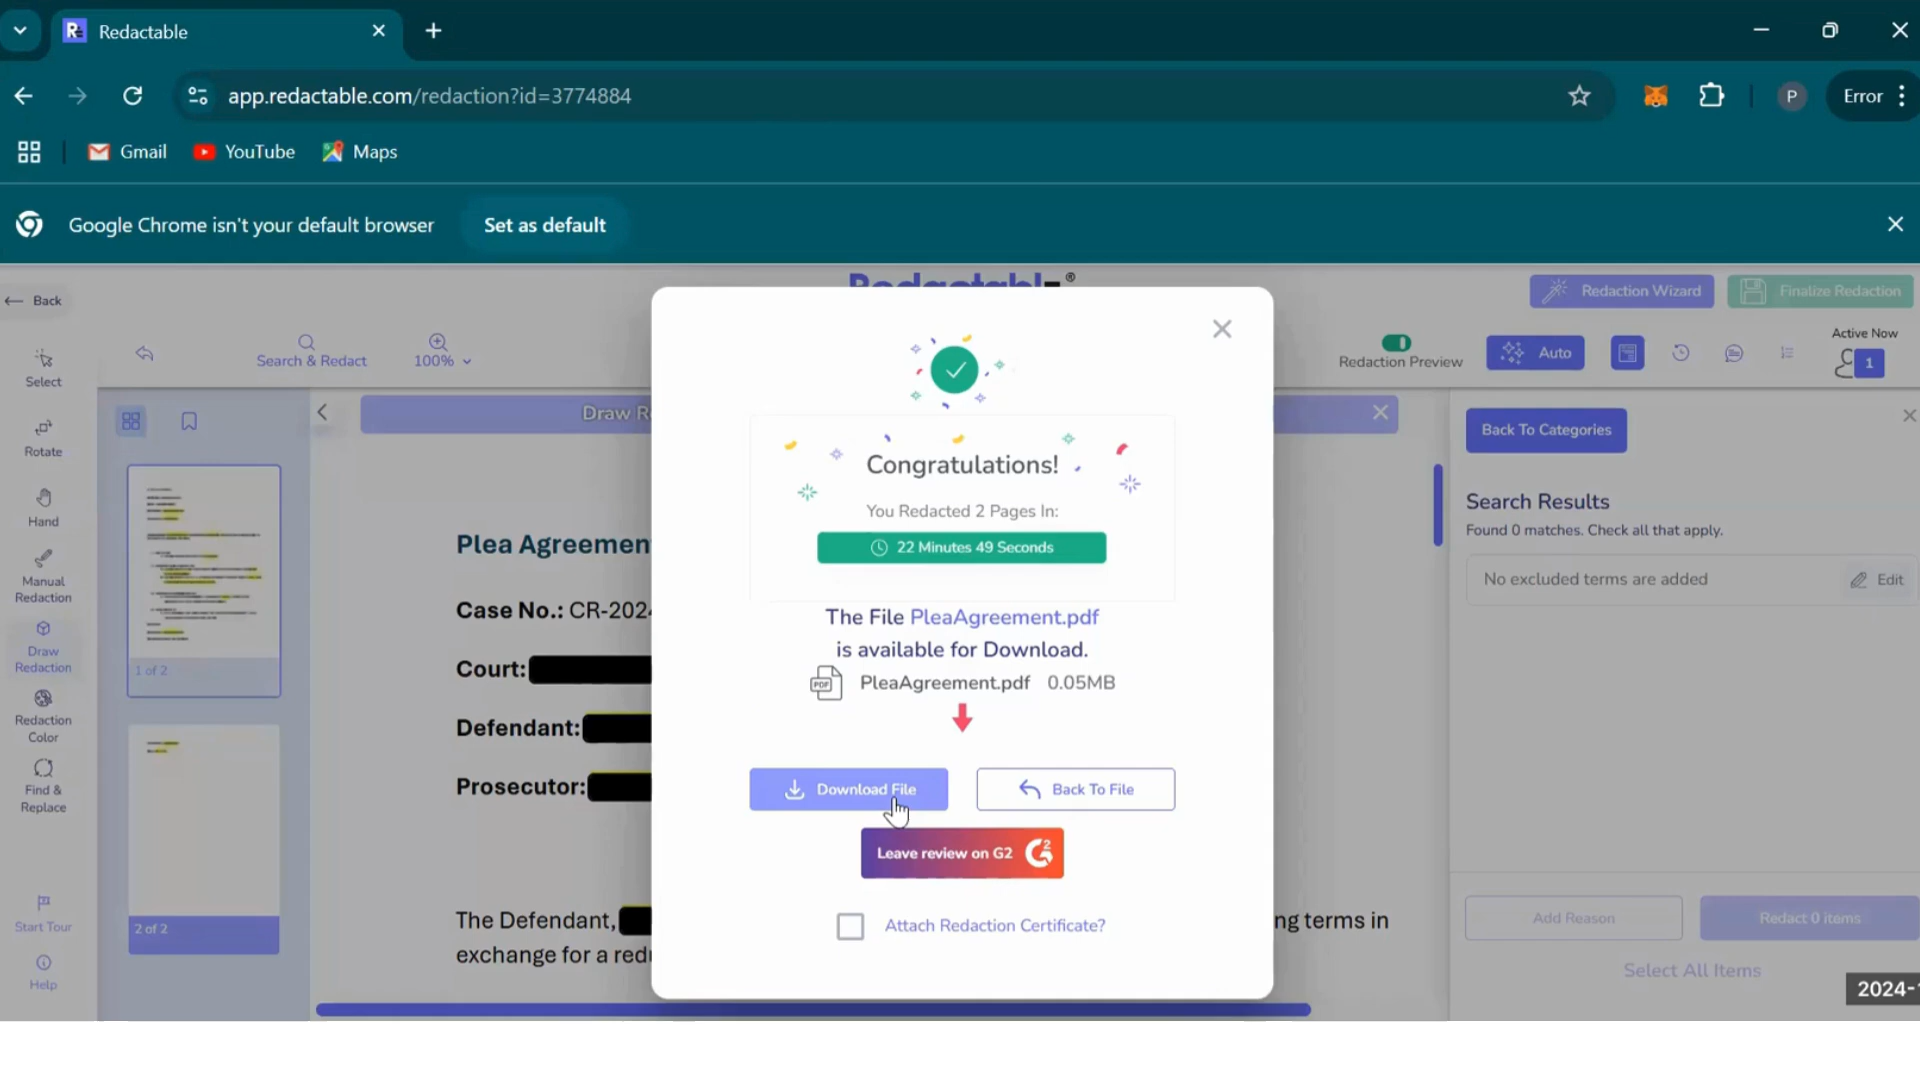 Redactable
app.redactable.com/redaction?id=3774884
P
Error
Gmail
YouTube
Maps
Google Chrome isn't your default browser
Set as default
Back
Redactable®
Redaction Wizard
Finalize Redaction
Search & Redact
100%
Redaction Preview
Auto
Active Now
1
Select
Rotate
Hand
Manual
Redaction
Draw
Redaction
Redaction
Color
Find &
Replace
Start Tour
Help
1 of 2
2 of 2
Draw R
Plea Agreemen
Case No.: CR-202
Court:
Defendant:
Prosecutor:
The Defendant,
ng terms in
exchange for a red
Congratulations!
You Redacted 2 Pages In:
22 Minutes 49 Seconds
The File PleaAgreement.pdf
is available for Download.
PDF
PleaAgreement.pdf 0.05MB
Download File
Back To File
Leave review on G2
Attach Redaction Certificate?
Back To Categories
Search Results
Found 0 matches. Check all that apply.
No excluded terms are added
Edit
Add Reason
Redact 0 items
Select All Items
2024-